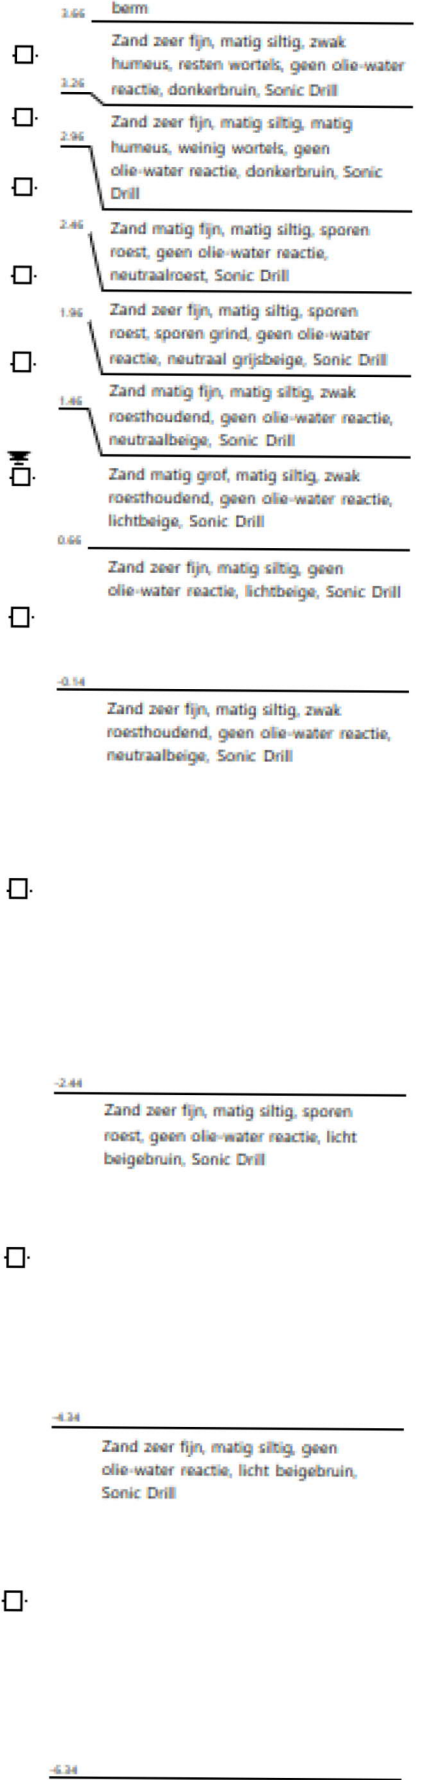 berm
3.66
Zand zeer fijn, matig siltig, zwak
humeus, resten wortels, geen olie-water
3.26
reactie, donkerbruin, Sonic Drill
Zand zeer fijn, matig siltig, matig
2.96
humeus, weinig wortels, geen
olie-water reactie, donkerbruin, Sonic
Drill
2.46
Zand matig fijn, matig siltig, sporen
roest, geen olie-water reactie,
neutraalroest, Sonic Drill
1.96
Zand zeer fijn, matig siltig, sporen
roest, sporen grind, geen olie-water
reactie, neutraal grijsbeige, Sonic Drill
Zand matig fijn, matig siltig, zwak
1.46
roesthoudend, geen olie-water reactie,
neutraalbeige, Sonic Drill
Zand matig grof, matig siltig, zwak
roesthoudend, geen olie-water reactie,
lichtbeige, Sonic Drill
0.66
Zand zeer fijn, matig siltig, geen
olie-water reactie, lichtbeige, Sonic Drill
-0.14
Zand zeer fijn, matig siltig, zwak
roesthoudend, geen olie-water reactie,
neutraalbeige, Sonic Drill
-2.44
Zand zeer fijn, matig siltig, sporen
roest, geen olie-water reactie, licht
beigebruin, Sonic Drill
-4.34
Zand zeer fijn, matig siltig, geen
olie-water reactie, licht beigebruin,
Sonic Drill
-6.34